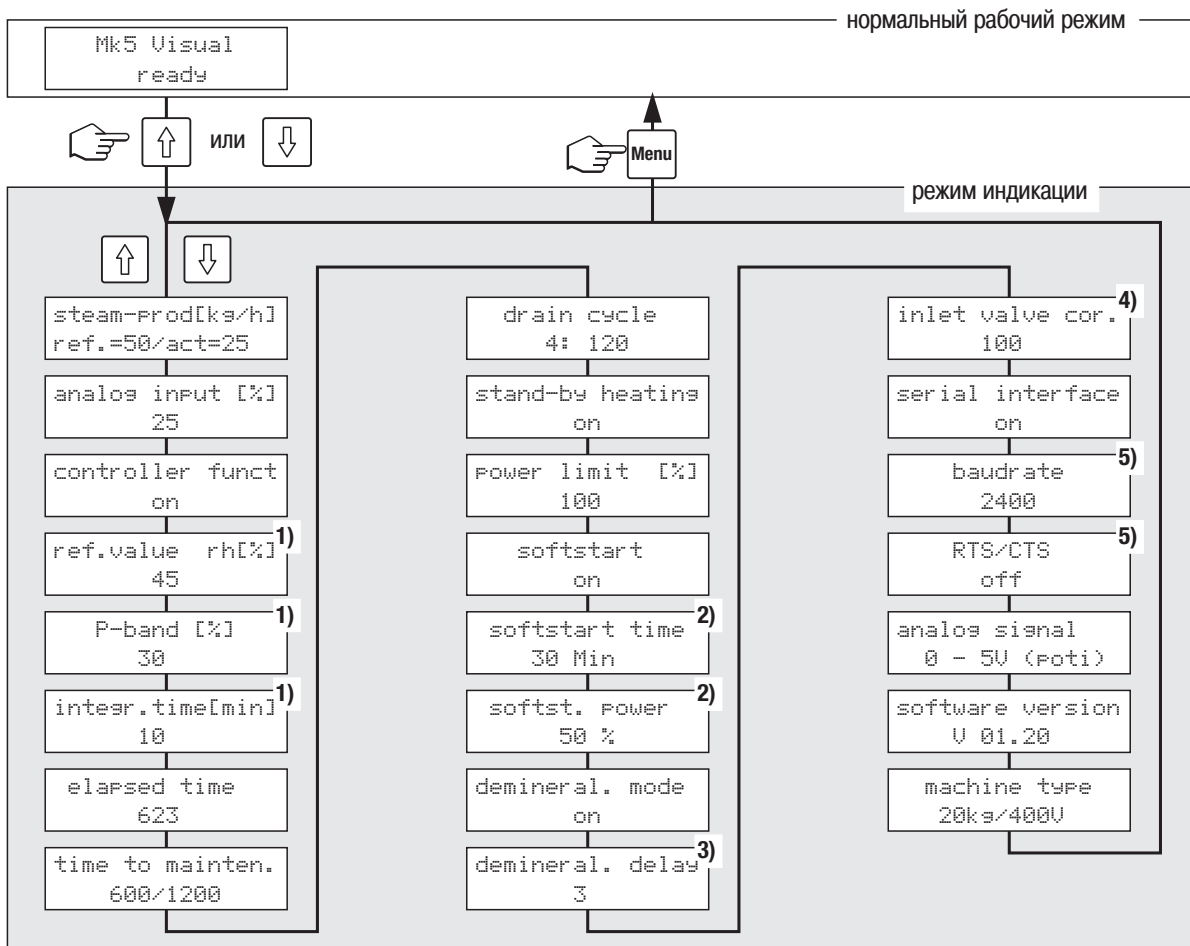 нормальный рабочий режим
Mk5 Visual
ready
или
Menu
режим индикации
steam-prod[kg/h]
ref.=50/act=25
analog input [%]
25
controller funct
on
ref.value rh[%] 1)
45
P-band [%] 1)
30
integr.time[min] 1)
10
elapsed time
623
time to mainten.
600/1200
drain cycle
4: 120
stand-by heating
on
power limit [%]
100
softstart
on
softstart time 2)
30 Min
softst. power 2)
50 %
demineral. mode
on
demineral. delay 3)
3
inlet valve cor. 4)
100
serial interface
on
baudrate 5)
2400
RTS/CTS 5)
off
analog signal
0 - 5V (poti)
software version
V 01.20
machine type
20kg/400V